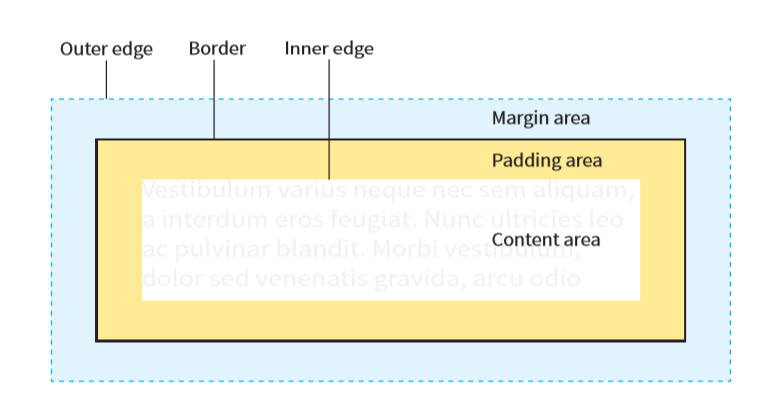 Outer edge Border Inner edge
Margin area
Padding area
Vestibulum varius neque nec sem aliquam,
a interdum eros feugiat. Nunc ultricies leo
Content area
ac pulvinar blandit. Morbi vestibulum,
dolor sed venenatis gravida, arcu odio